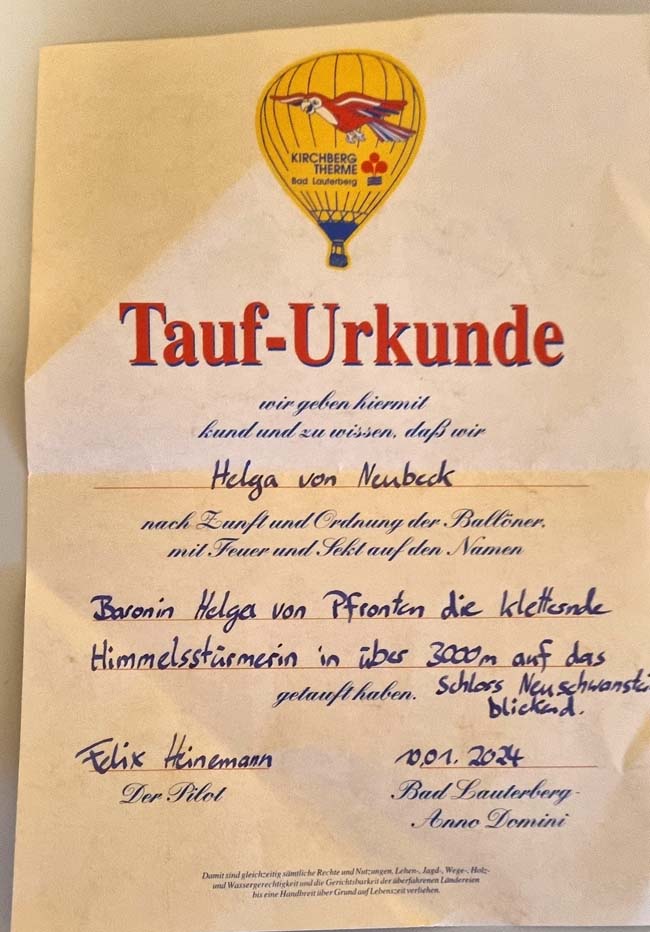 KIRCHBERG
THERME
Bad Lauterberg
Tauf-Urkunde
wir geben hiermit
kund und zu wissen, daß wir
Helga von Neubeck
nach Zunft und Ordnung der Ballöner,
mit Feuer und Sekt auf den Namen
Baronin Helga von Pfronten die kletternde
Himmelsstürmerin in über 3000m auf das
getauft haben. Schloss Neuschwanstei
blickend.
Felix Heinemann 10.01.2024
Der Pilot Bad Lauterberg-
Anno Domini
Damit sind gleichzeitig sämtliche Rechte und Nutzungen, Lehen-, Jagd-, Wege-, Holz-
und Wassergerechtigkeit und die Gerichtsbarkeit der überfahrenen Ländereien
bis eine Handbreit über Grund auf Lebenszeit verliehen.